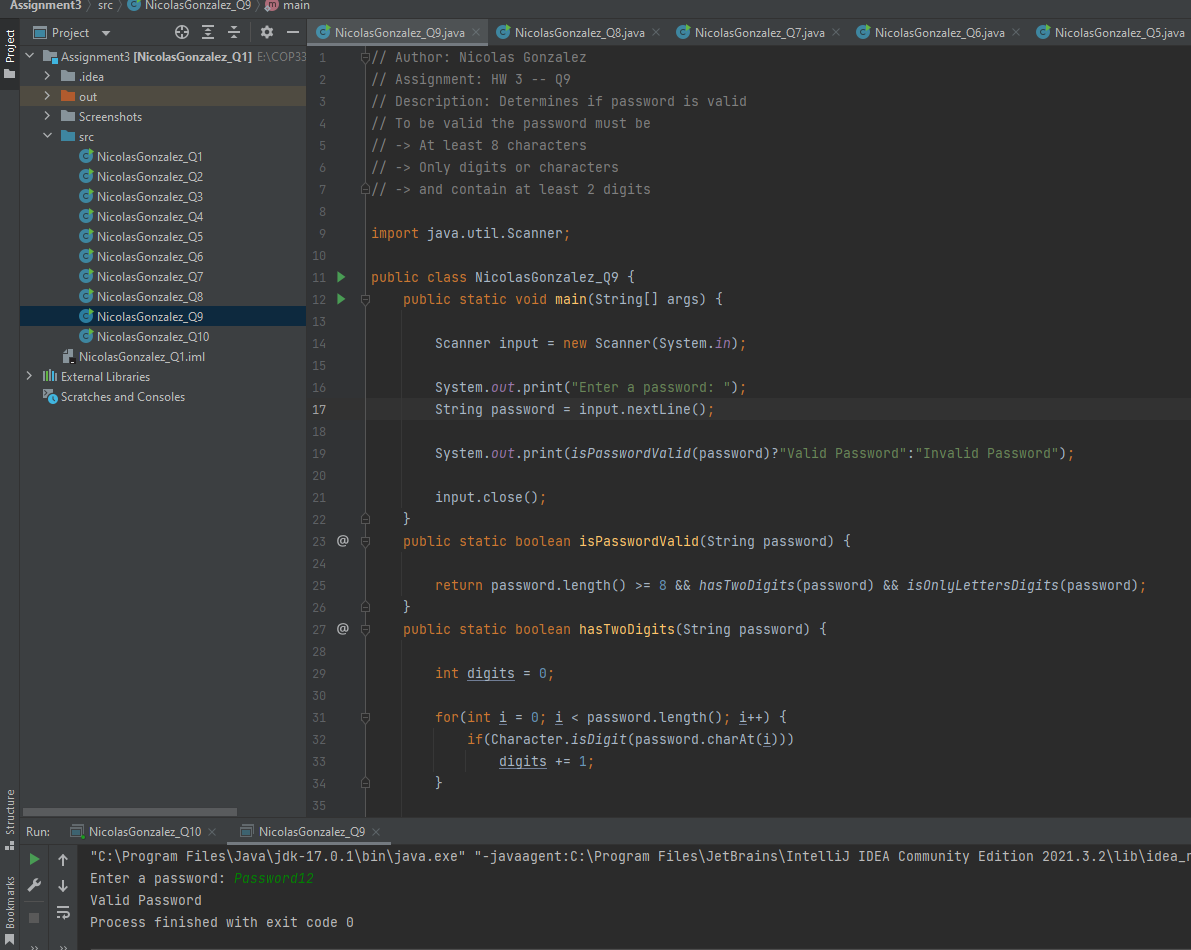 Assignment3 src NicolasGonzalez_Q9 main
Project
Project
Assignment3 [NicolasGonzalez_Q1] E:\COP33
.idea
out
Screenshots
src
NicolasGonzalez_Q1
NicolasGonzalez_Q2
NicolasGonzalez_Q3
NicolasGonzalez_Q4
NicolasGonzalez_Q5
NicolasGonzalez_Q6
NicolasGonzalez_Q7
NicolasGonzalez_Q8
NicolasGonzalez_Q9
NicolasGonzalez_Q10
NicolasGonzalez_Q1.iml
External Libraries
Scratches and Consoles
NicolasGonzalez_Q9.java NicolasGonzalez_Q8.java NicolasGonzalez_Q7.java NicolasGonzalez_Q6.java NicolasGonzalez_Q5.java
1 // Author: Nicolas Gonzalez
2 // Assignment: HW 3 -- Q9
3 // Description: Determines if password is valid
4 // To be valid the password must be
5 // -> At least 8 characters
6 // -> Only digits or characters
7 // -> and contain at least 2 digits
8
9 import java.util.Scanner;
10
11 public class NicolasGonzalez_Q9 {
12 public static void main(String[] args) {
13
14 Scanner input = new Scanner(System.in);
15
16 System.out.print("Enter a password: ");
17 String password = input.nextLine();
18
19 System.out.print(isPasswordValid(password)?"Valid Password":"Invalid Password");
20
21 input.close();
22 }
23 @ public static boolean isPasswordValid(String password) {
24
25 return password.length() >= 8 && hasTwoDigits(password) && isOnlyLettersDigits(password);
26 }
27 @ public static boolean hasTwoDigits(String password) {
28
29 int digits = 0;
30
31 for(int i = 0; i < password.length(); i++) {
32 if(Character.isDigit(password.charAt(i)))
33 digits += 1;
34 }
35
Structure
Bookmarks
Run: NicolasGonzalez_Q10 NicolasGonzalez_Q9
"C:\Program Files\Java\jdk-17.0.1\bin\java.exe" "-javaagent:C:\Program Files\JetBrains\IntelliJ IDEA Community Edition 2021.3.2\lib\idea_r
Enter a password: Password12
Valid Password
Process finished with exit code 0